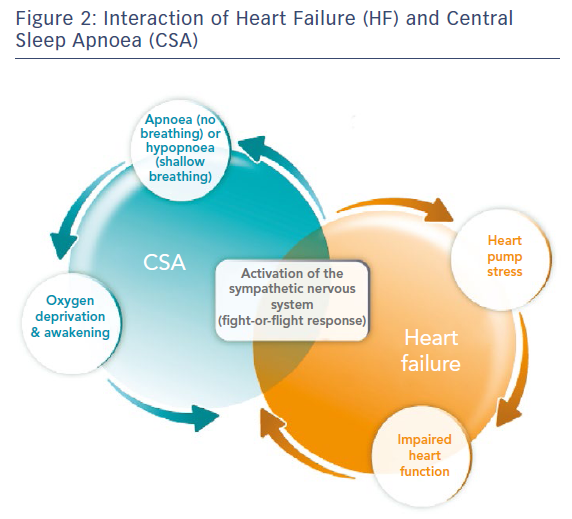 Figure 2: Interaction of Heart Failure (HF) and Central
Sleep Apnoea (CSA)
Apnoea (no
breathing) or
hypopnoea
(shallow
breathing)
CSA
Oxygen
deprivation
& awakening
Activation of the
sympathetic nervous
system
(fight-or-flight response)
Heart
pump
stress
Heart
failure
Impaired
heart
function